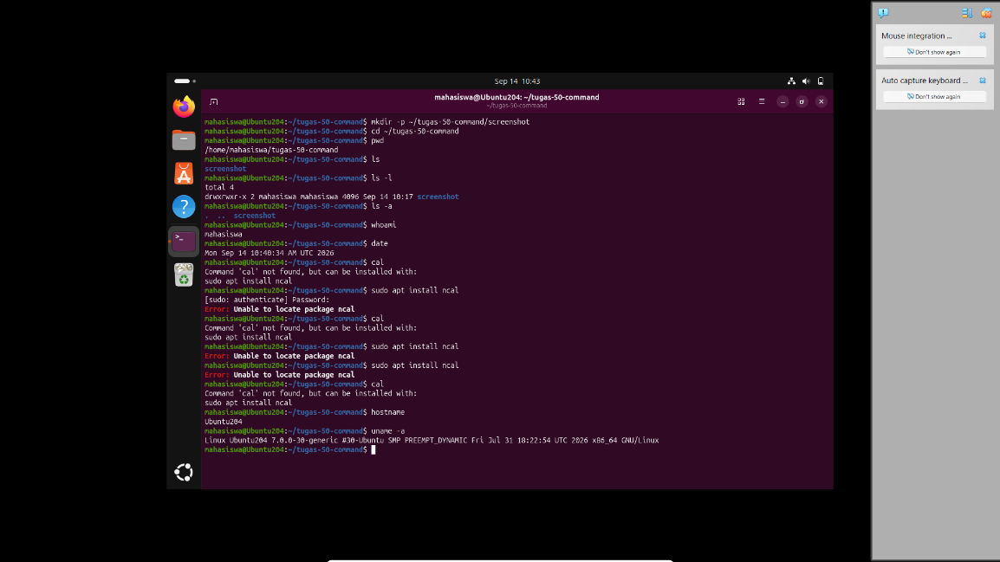 Sep 14 10:43
mahasiswa@Ubuntu204: ~/tugas-50-command
~/tugas-50-command
mahasiswa@Ubuntu204:~/tugas-50-command$ mkdir -p ~/tugas-50-command/screenshot
mahasiswa@Ubuntu204:~/tugas-50-command$ cd ~/tugas-50-command
mahasiswa@Ubuntu204:~/tugas-50-command$ pwd
/home/mahasiswa/tugas-50-command
mahasiswa@Ubuntu204:~/tugas-50-command$ ls
screenshot
mahasiswa@Ubuntu204:~/tugas-50-command$ ls -l
total 4
drwxrwxr-x 2 mahasiswa mahasiswa 4096 Sep 14 10:17 screenshot
mahasiswa@Ubuntu204:~/tugas-50-command$ ls -a
. .. screenshot
mahasiswa@Ubuntu204:~/tugas-50-command$ whoami
mahasiswa
mahasiswa@Ubuntu204:~/tugas-50-command$ date
Mon Sep 14 10:40:34 AM UTC 2026
mahasiswa@Ubuntu204:~/tugas-50-command$ cal
Command 'cal' not found, but can be installed with:
sudo apt install ncal
mahasiswa@Ubuntu204:~/tugas-50-command$ sudo apt install ncal
[sudo: authenticate] Password:
Error: Unable to locate package ncal
mahasiswa@Ubuntu204:~/tugas-50-command$ cal
Command 'cal' not found, but can be installed with:
sudo apt install ncal
mahasiswa@Ubuntu204:~/tugas-50-command$ sudo apt install ncal
Error: Unable to locate package ncal
mahasiswa@Ubuntu204:~/tugas-50-command$ sudo apt install ncal
Error: Unable to locate package ncal
mahasiswa@Ubuntu204:~/tugas-50-command$ cal
Command 'cal' not found, but can be installed with:
sudo apt install ncal
mahasiswa@Ubuntu204:~/tugas-50-command$ hostname
Ubuntu204
mahasiswa@Ubuntu204:~/tugas-50-command$ uname -a
Linux Ubuntu204 7.0.0-30-generic #30-Ubuntu SMP PREEMPT_DYNAMIC Fri Jul 31 18:22:54 UTC 2026 x86_64 GNU/Linux
mahasiswa@Ubuntu204:~/tugas-50-command$
Mouse integration ...
Don't show again
Auto capture keyboard ...
Don't show again